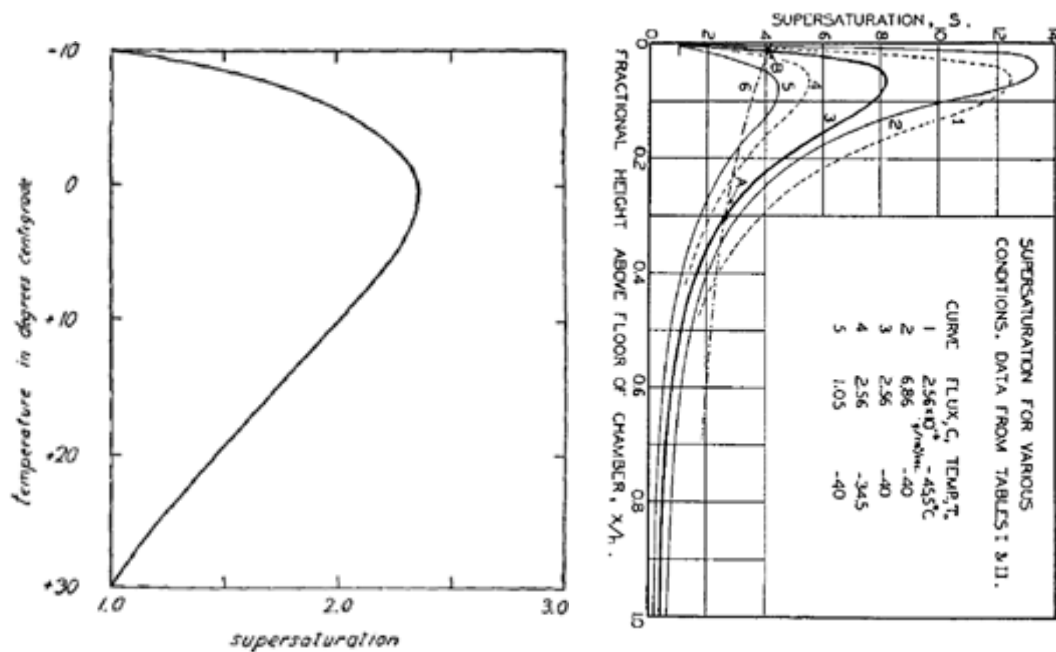 -10
0
+10
+20
+30
temperature in degrees centigrade
1.0
2.0
3.0
supersaturation
SUPERSATURATION, S.
0
2
4
6
8
10
12
14
FRACTIONAL HEIGHT ABOVE FLOOR OF CHAMBER, X/h.
0
0.2
0.4
0.6
0.8
1.0
B
6
5
4
3
2
1
A
SUPERSATURATION FOR VARIOUS
CONDITIONS. DATA FROM TABLES I & II.
CURVE FLUX, C, TEMP, T₀
1 2.56×10⁻⁶ -45.5°C
2 6.86 -40
3 2.56 -40
4 2.56 -34.5
5 1.05 -40